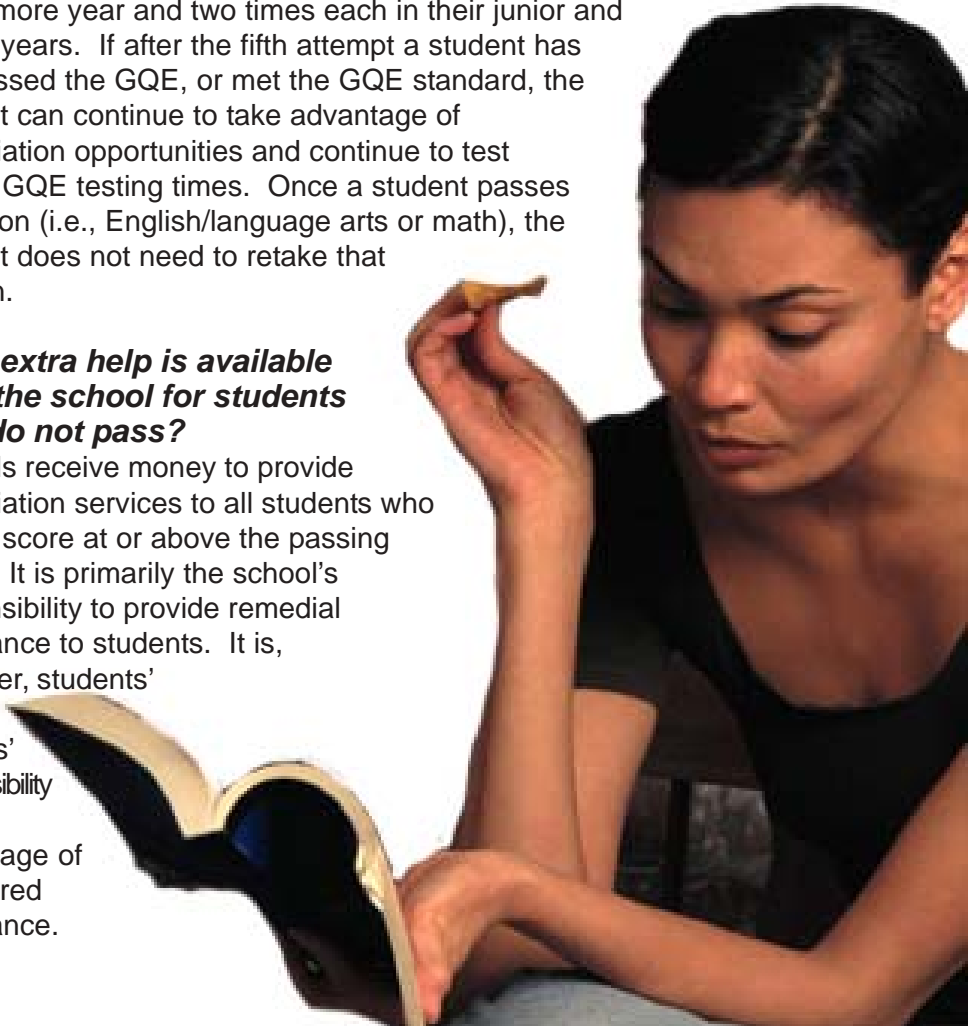 more year and two times each in their junior and
years. If after the fifth attempt a student has
ssed the GQE, or met the GQE standard, the
t can continue to take advantage of
iation opportunities and continue to test
GQE testing times. Once a student passes
on (i.e., English/language arts or math), the
t does not need to retake that
n.
extra help is available
the school for students
do not pass?
ls receive money to provide
iation services to all students who
score at or above the passing
It is primarily the school's
nsibility to provide remedial
ance to students. It is,
er, students'
s'
sibility
age of
red
ance.